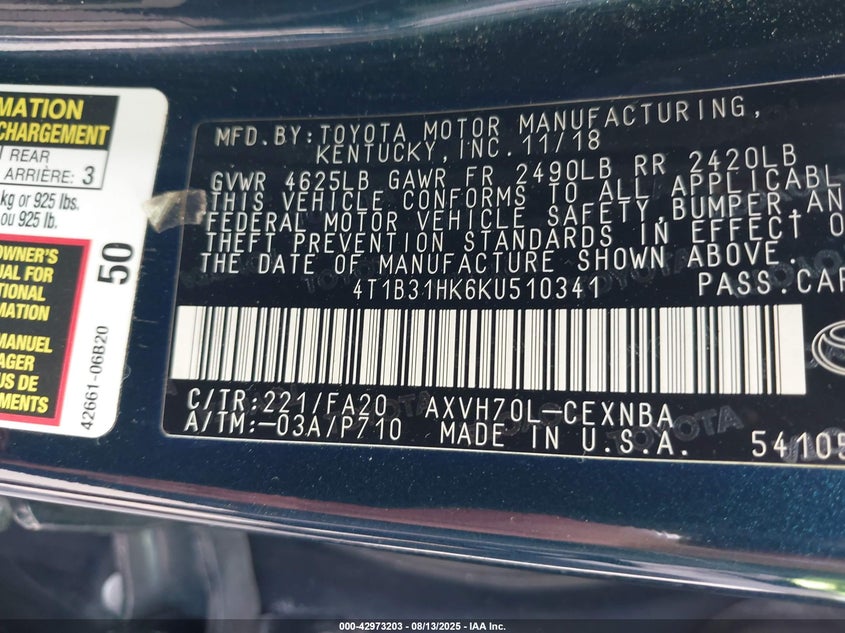 MATION
CHARGEMENT
REAR
ARRIÈRE: 3
kg or 925 lbs.
ou 925 lb.
OWNER'S
UAL FOR
TIONAL
RMATION
MANUEL
AGER
US DE
EMENTS
50
42661-06B20
MFD.BY:TOYOTA MOTOR MANUFACTURING,
KENTUCKY,INC.11/18
GVWR 4625LB GAWR FR 2490LB RR 2420LB
THIS VEHICLE CONFORMS TO ALL APPLICABL
FEDERAL MOTOR VEHICLE SAFETY,BUMPER,AN
THEFT PREVENTION STANDARDS IN EFFECT O
THE DATE OF MANUFACTURE SHOWN ABOVE.
4T1B31HK6KU510341 PASS.CAR
C/TR:221/FA20 AXVH70L-CEXNBA
A/TM:-03A/P710 MADE IN U.S.A. 54105
000-42973203 - 08/13/2025 - IAA Inc.